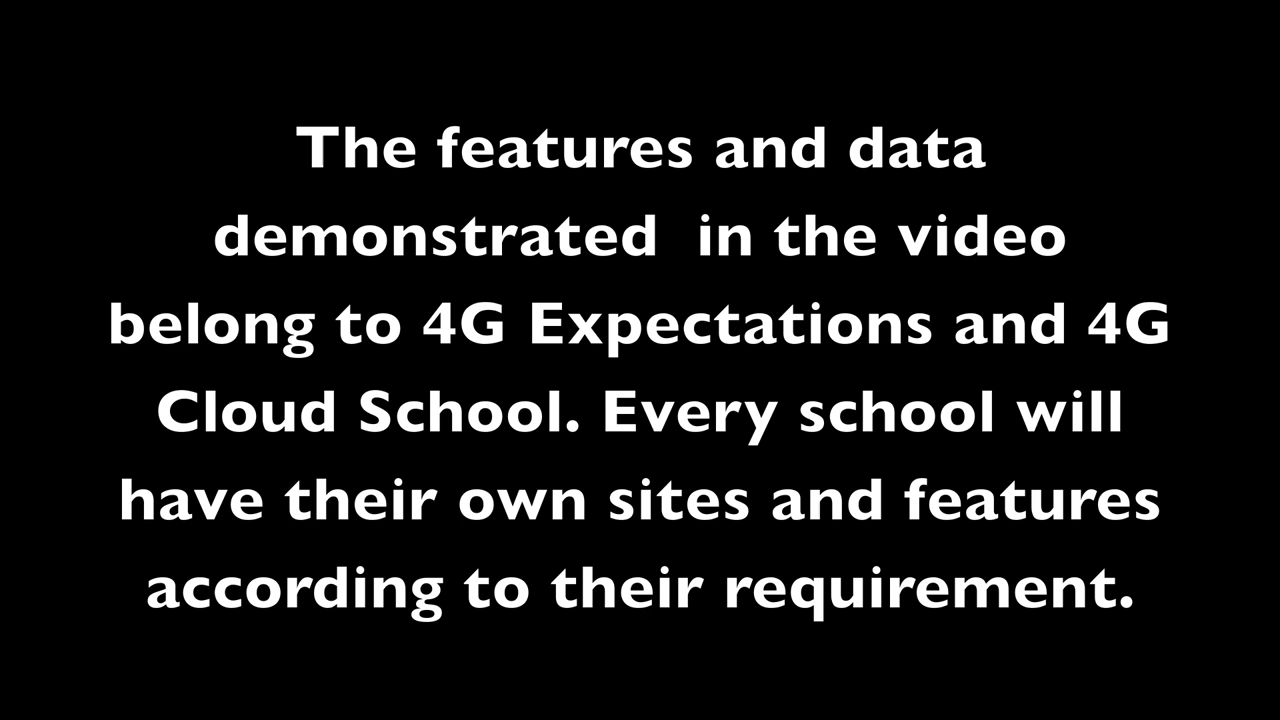 The features and data
demonstrated  in the video
belong to 4G Expectations and 4G
Cloud School. Every school will
have their own sites and features
according to their requirement.